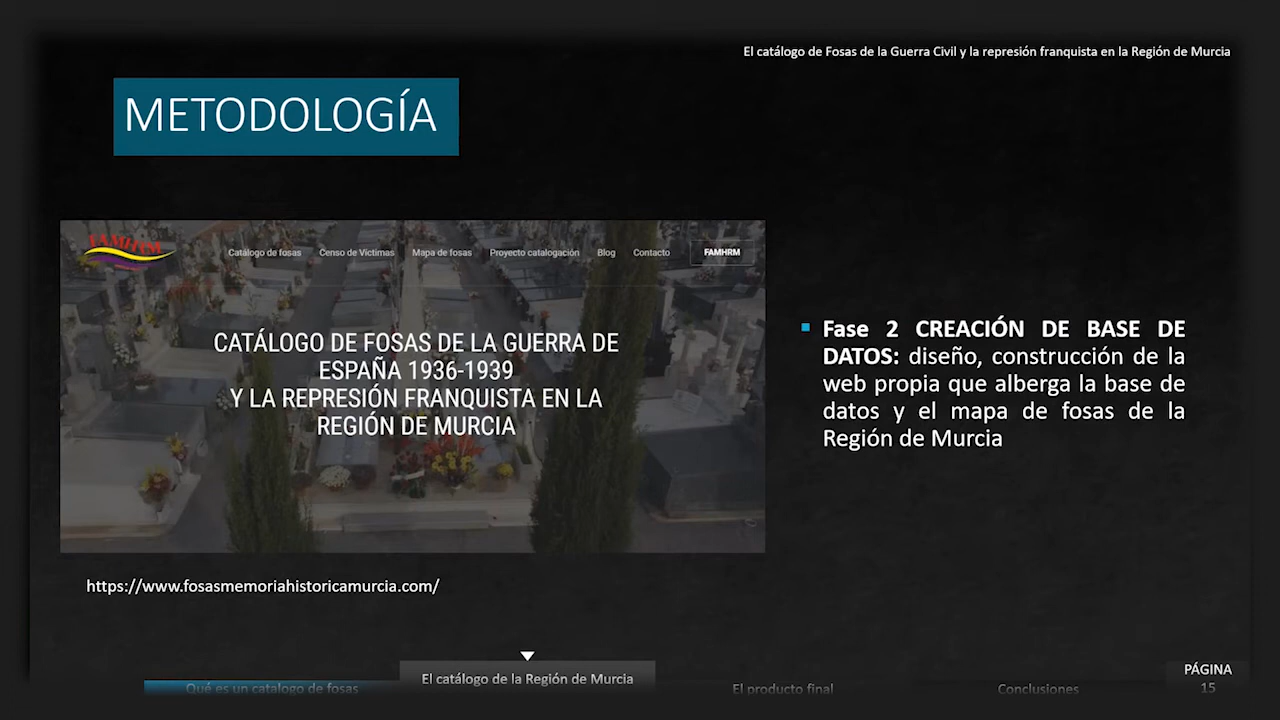 El catálogo de Fosas de la Guerra Civil y la represión franquista en la Región de Murcia
METODOLOGÍA
FAMHRM
Catálogo de fosas
Censo de Víctimas
Mapa de fosas
Proyecto catalogación
Blog
Contacto
FAMHRM
CATÁLOGO DE FOSAS DE LA GUERRA DE
ESPAÑA 1936-1939
Y LA REPRESIÓN FRANQUISTA EN LA
REGIÓN DE MURCIA
Fase 2 CREACIÓN DE BASE DE
DATOS: diseño, construcción de la
web propia que alberga la base de
datos y el mapa de fosas de la
Región de Murcia
https://www.fosasmemoriahistoricamurcia.com/
Qué es un catalogo de fosas
El catálogo de la Región de Murcia
El producto final
Conclusiones
PÁGINA
15